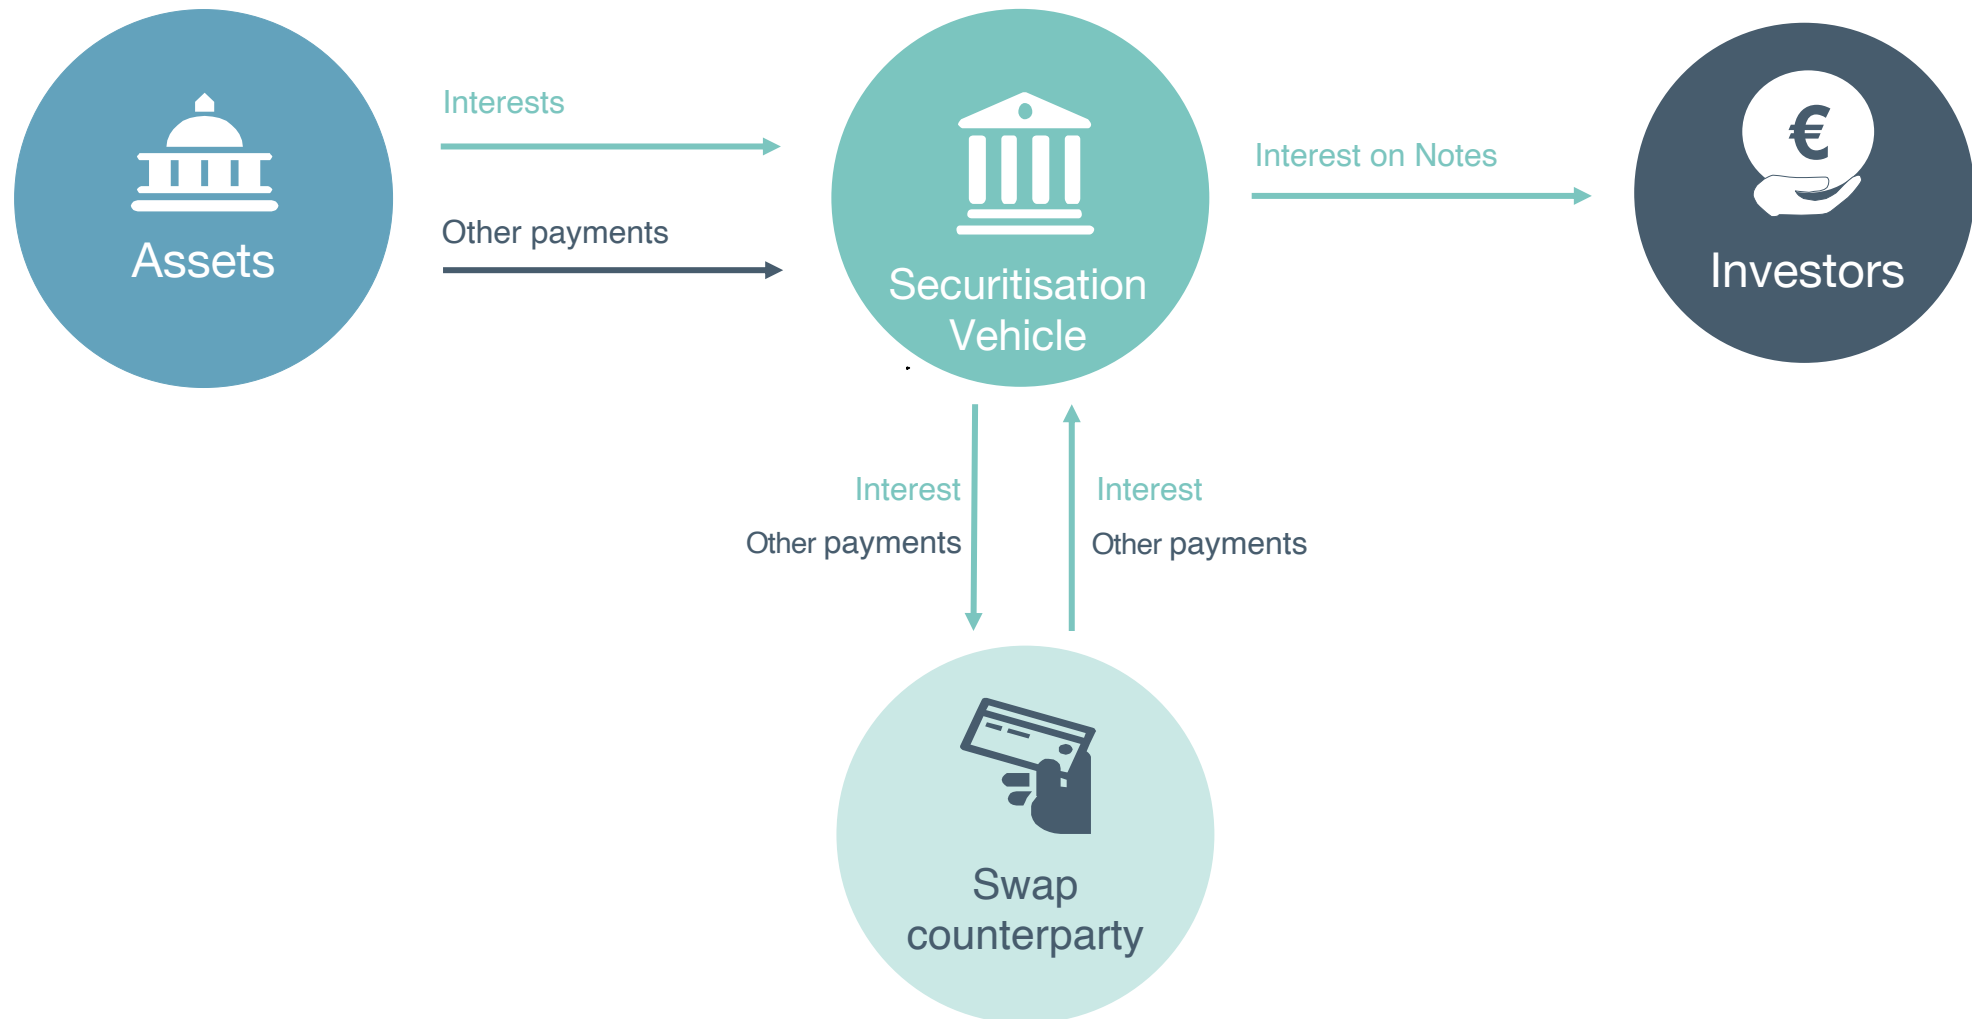 Interests
Other payments
Assets
Securitisation
Vehicle
Interest on Notes
€
Investors
Interest
Other payments
Interest
Other payments
Swap
counterparty